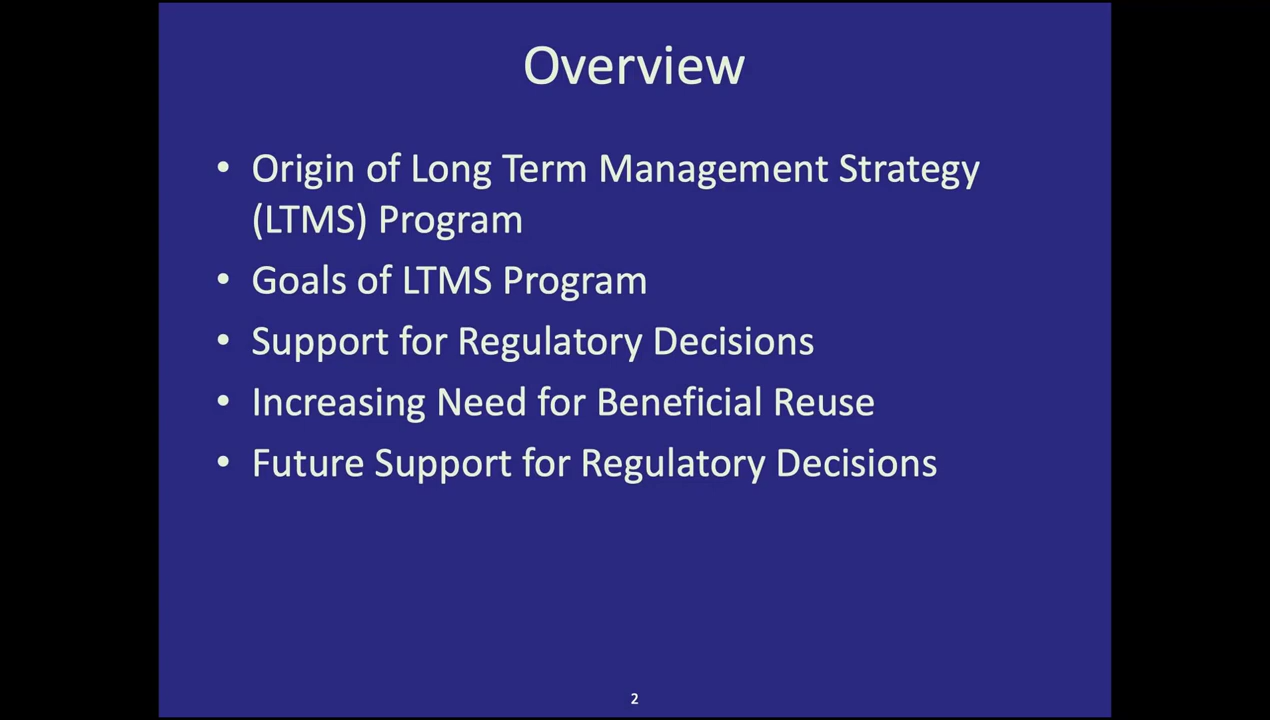 Overview
• Origin of Long Term Management Strategy
(LTMS) Program
• Goals of LTMS Program
• Support for Regulatory Decisions
• Increasing Need for Beneficial Reuse
• Future Support for Regulatory Decisions
2